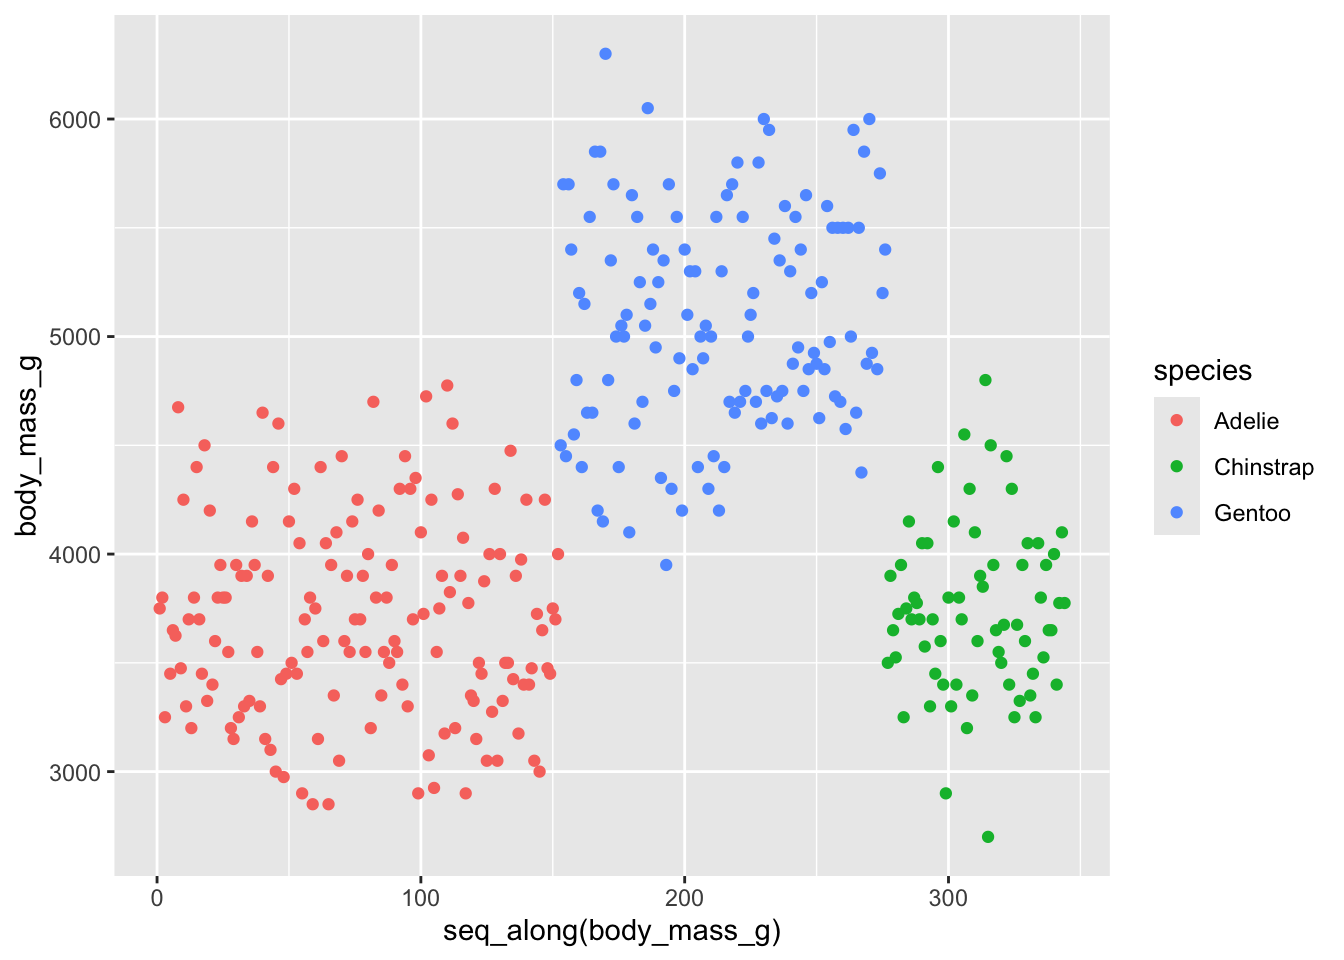 6000
5000
4000
3000
body_mass_g
0
100
200
300
seq_along(body_mass_g)
species
Adelie
Chinstrap
Gentoo